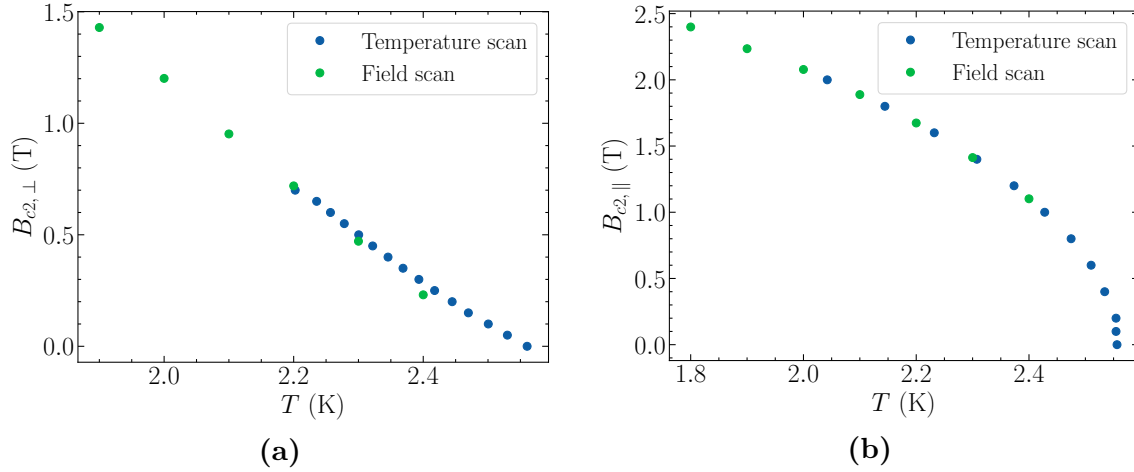 1.5
1.0
0.5
0.0
2.0
2.2
2.4
B_{c2,⊥} (T)
T (K)
Temperature scan
Field scan
(a)
2.5
2.0
1.5
1.0
0.5
0.0
1.8
2.0
2.2
2.4
B_{c2,||} (T)
T (K)
Temperature scan
Field scan
(b)